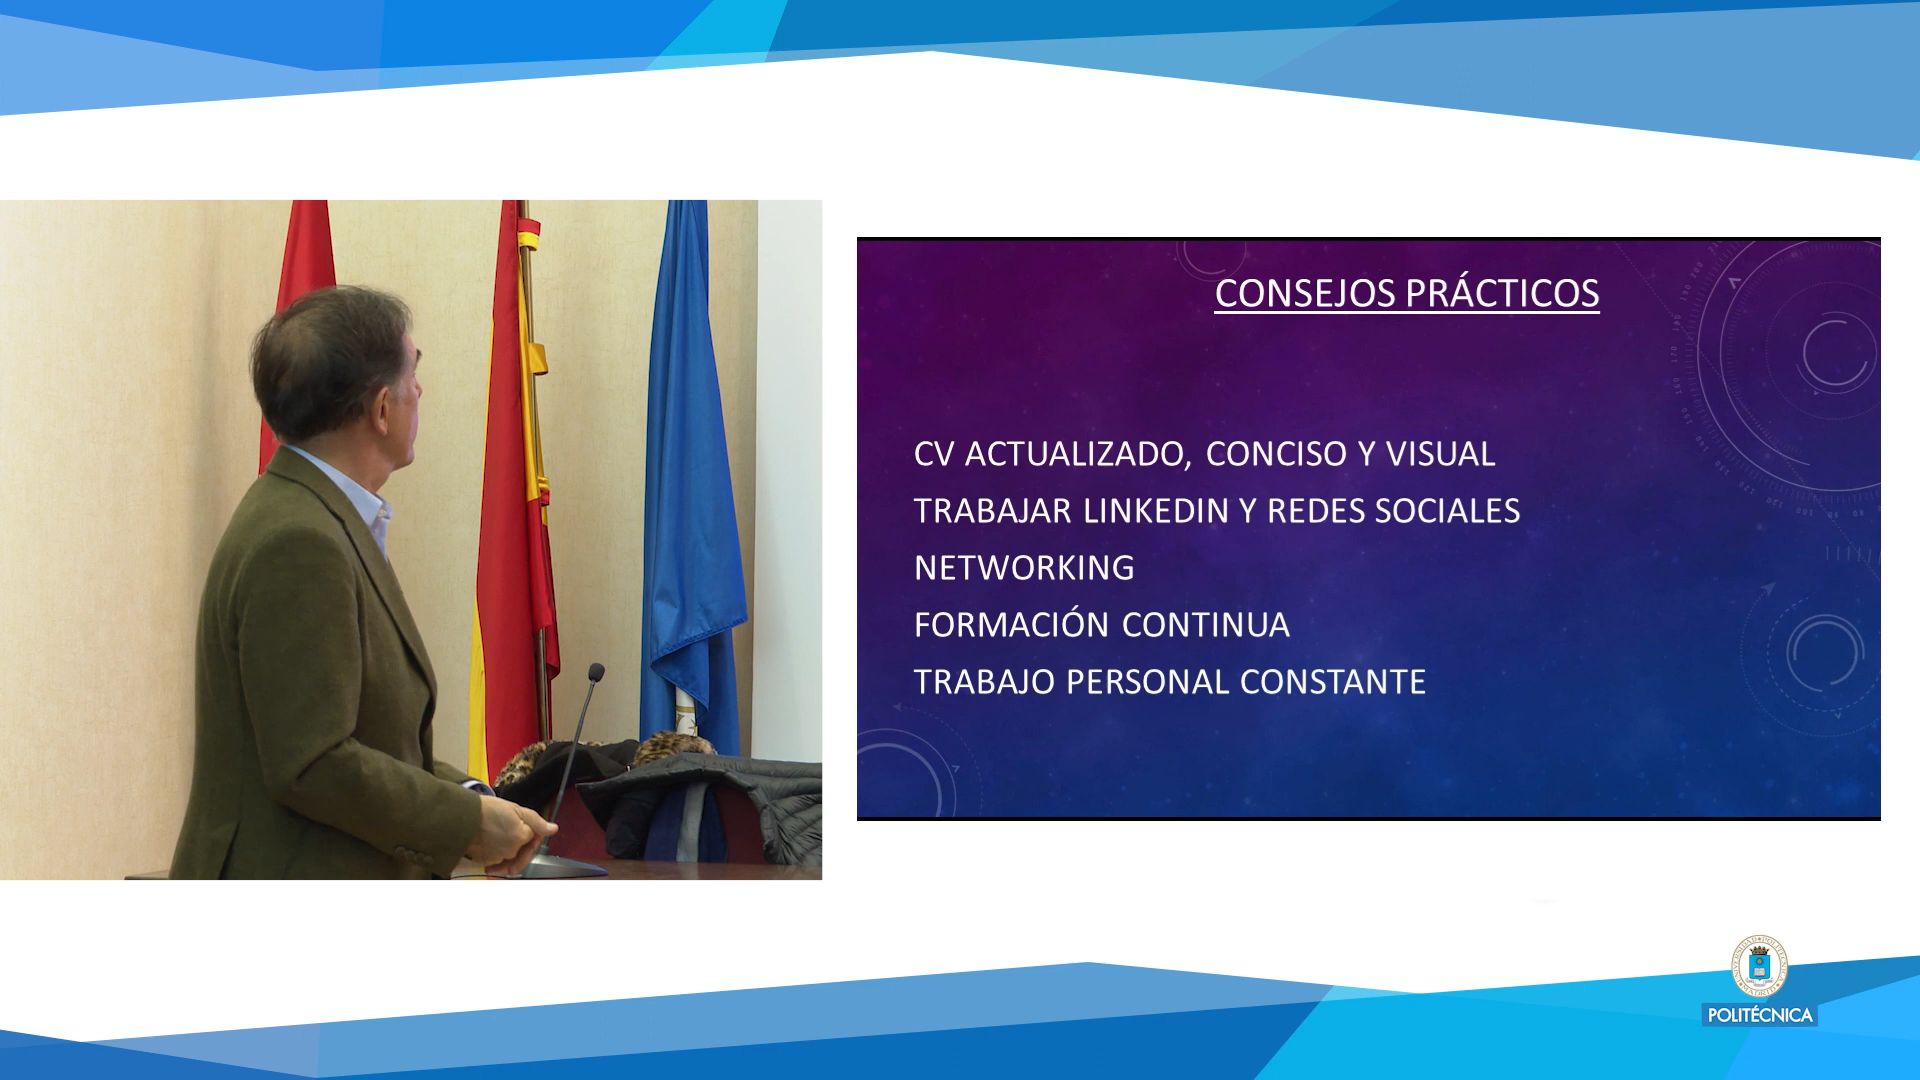 CONSEJOS PRÁCTICOS
CV ACTUALIZADO, CONCISO Y VISUAL
TRABAJAR LINKEDIN Y REDES SOCIALES
NETWORKING
FORMACIÓN CONTINUA
TRABAJO PERSONAL CONSTANTE
POLITÉCNICA